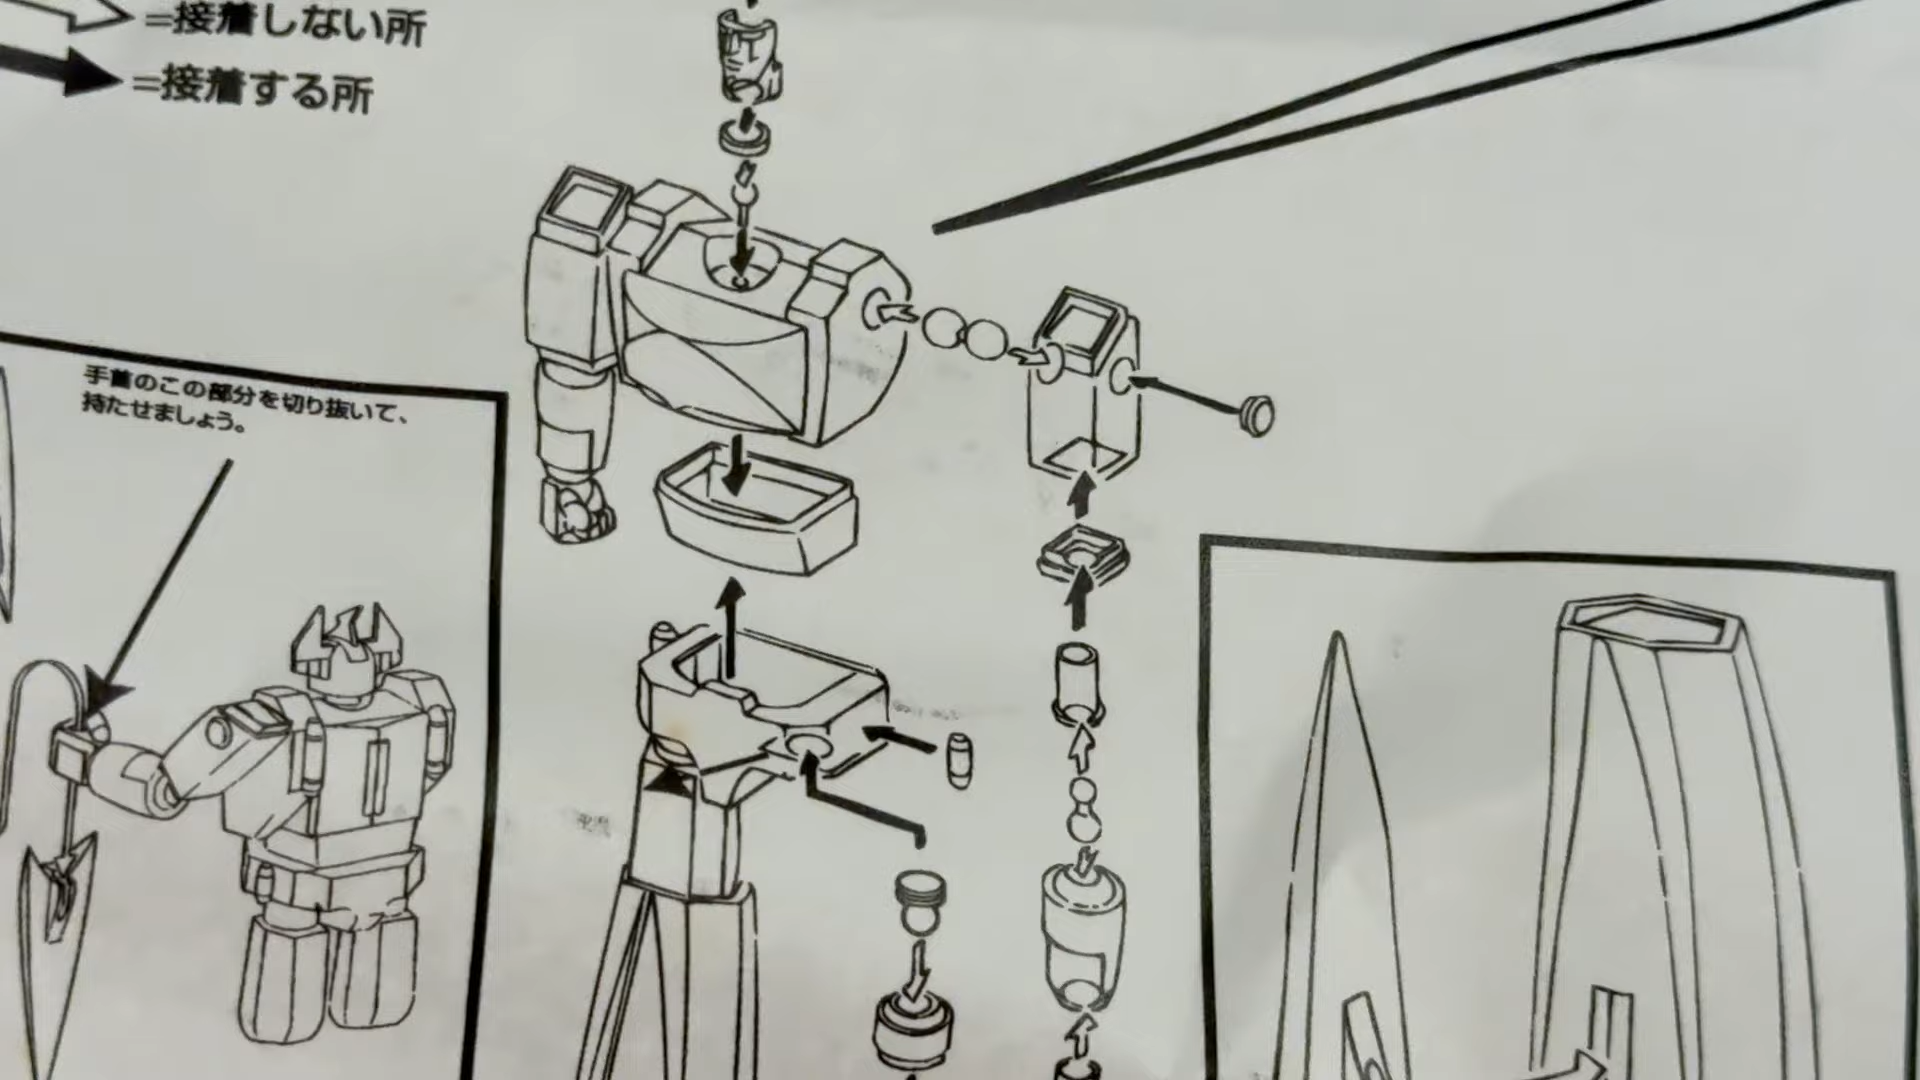 =接着しない所
=接着する所
手首のこの部分を切り抜いて、
持たせましょう。